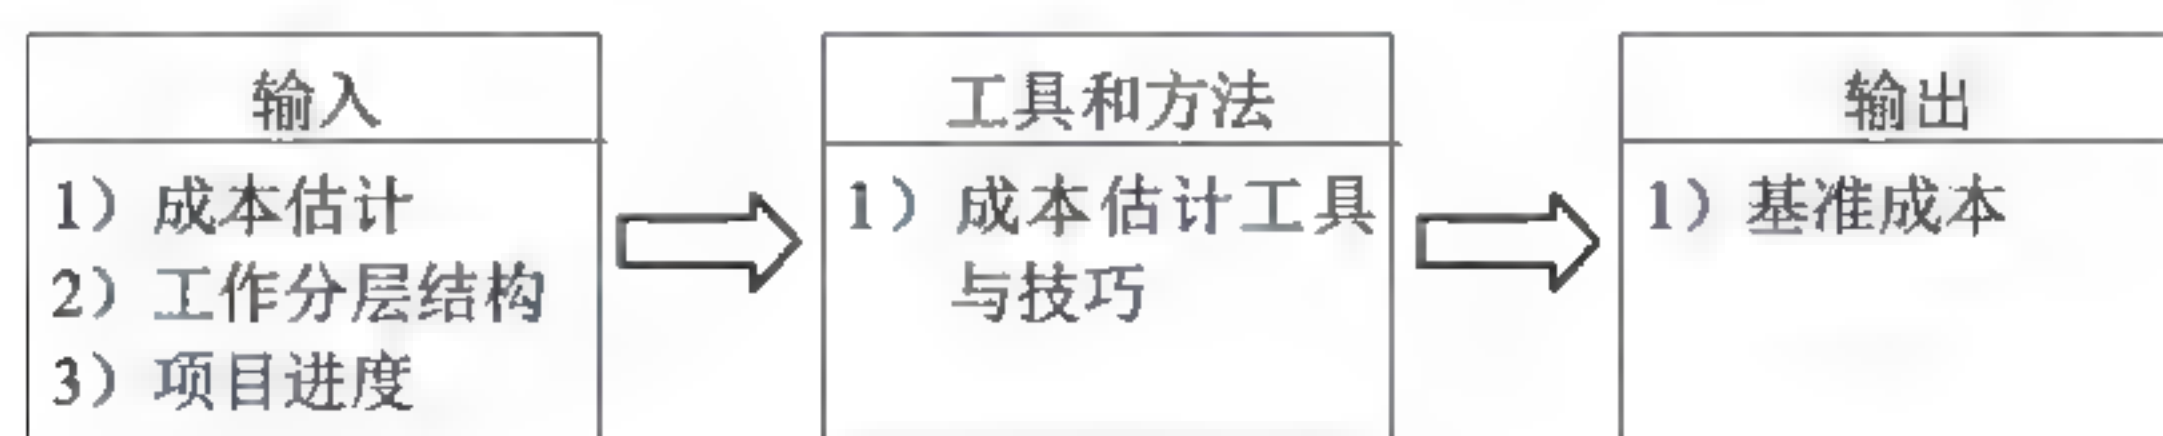 输入
1）成本估计
2）工作分层结构
3）项目进度
工具和方法
1）成本估计工具
与技巧
输出
1）基准成本